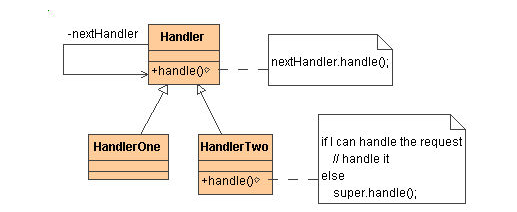 -nextHandler
Handler
+handle()
nextHandler.handle();
HandlerOne
HandlerTwo
+handle()
if I can handle the request
// handle it
else
super.handle();